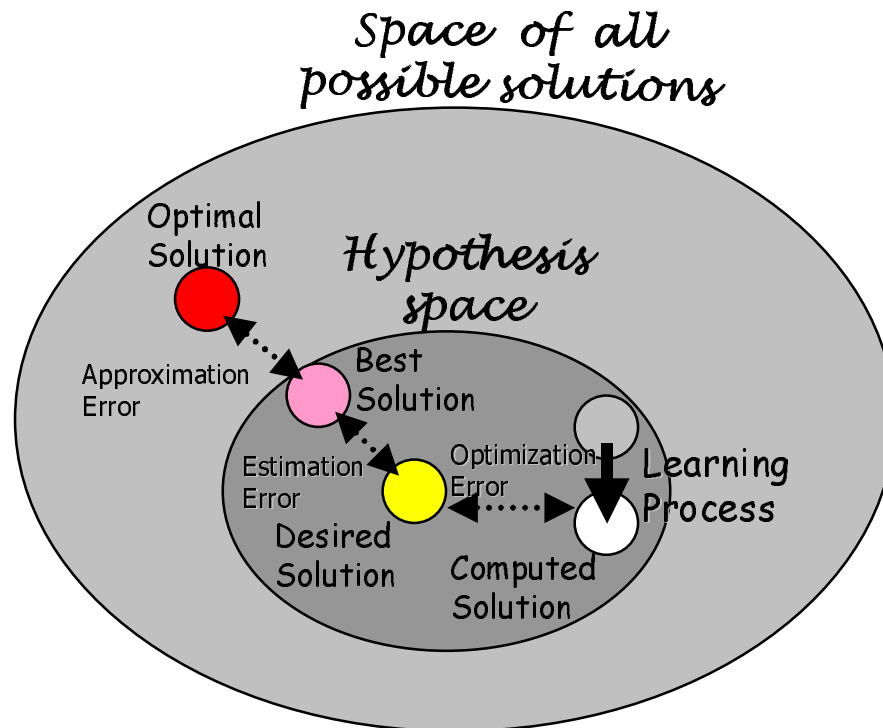 Space of all
possible solutions
Optimal
Solution
Hypothesis
space
Approximation
Error
Best
Solution
Estimation
Error
Optimization
Error
Learning
Process
Desired
Solution
Computed
Solution